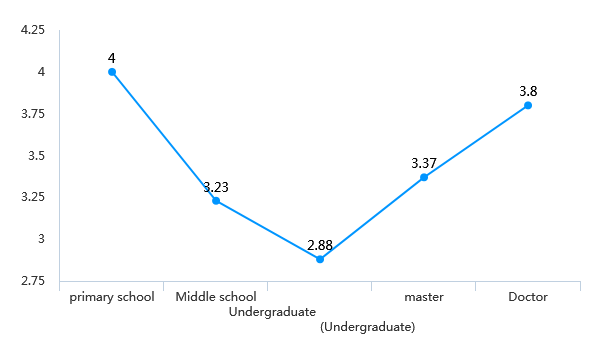 4.25
4
3.75
3.5
3.25
3
2.75
4
3.23
2.88
3.37
3.8
primary school
Middle school
Undergraduate
(Undergraduate)
master
Doctor